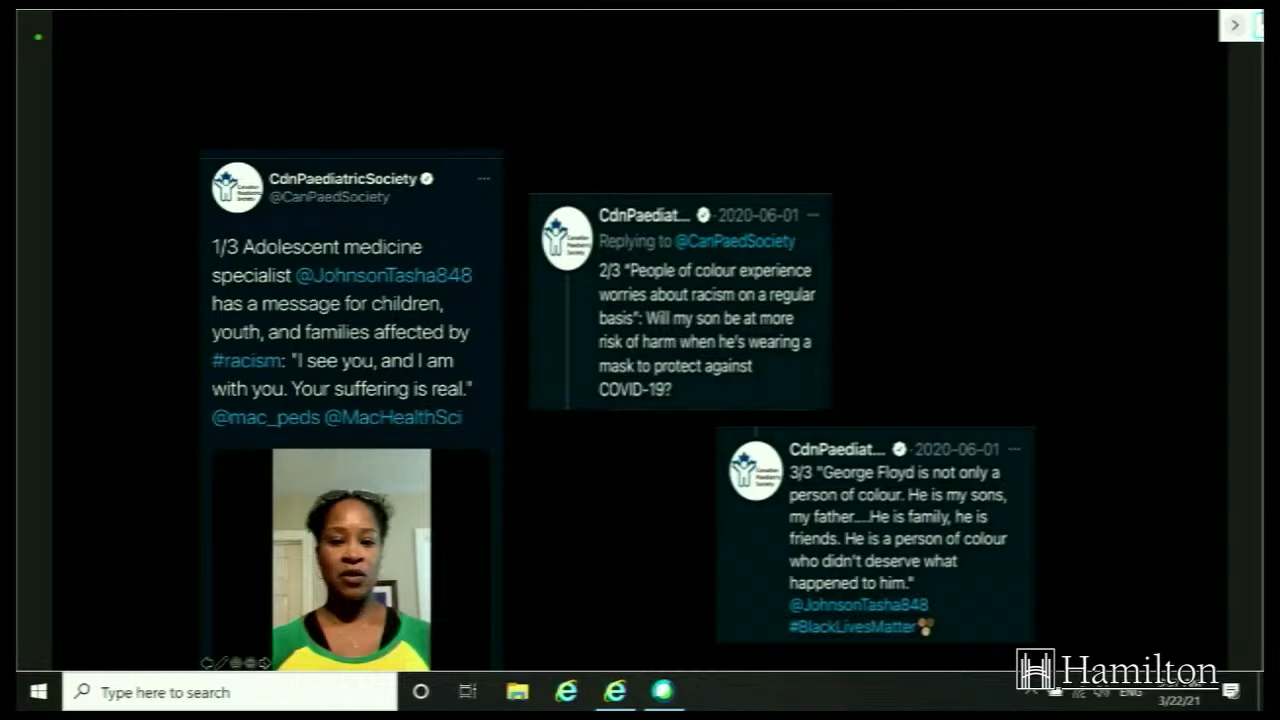 CdnPaediatricSociety
@CanPaedSociety
1/3 Adolescent medicine
specialist @JohnsonTasha848
has a message for children,
youth, and families affected by
#racism: "I see you, and I am
with you. Your suffering is real."
@mac_peds @MacHealthSci
CdnPaediat... · 2020-06-01
Replying to @CanPaedSociety
2/3 "People of colour experience
worries about racism on a regular
basis": Will my son be at more
risk of harm when he's wearing a
mask to protect against
COVID-19?
CdnPaediat... · 2020-06-01
3/3 "George Floyd is not only a
person of colour. He is my sons,
my father....He is family, he is
friends. He is a person of colour
who didn't deserve what
happened to him."
@JohnsonTasha848
#BlackLivesMatter
Hamilton
Type here to search
ENG
3/22/21